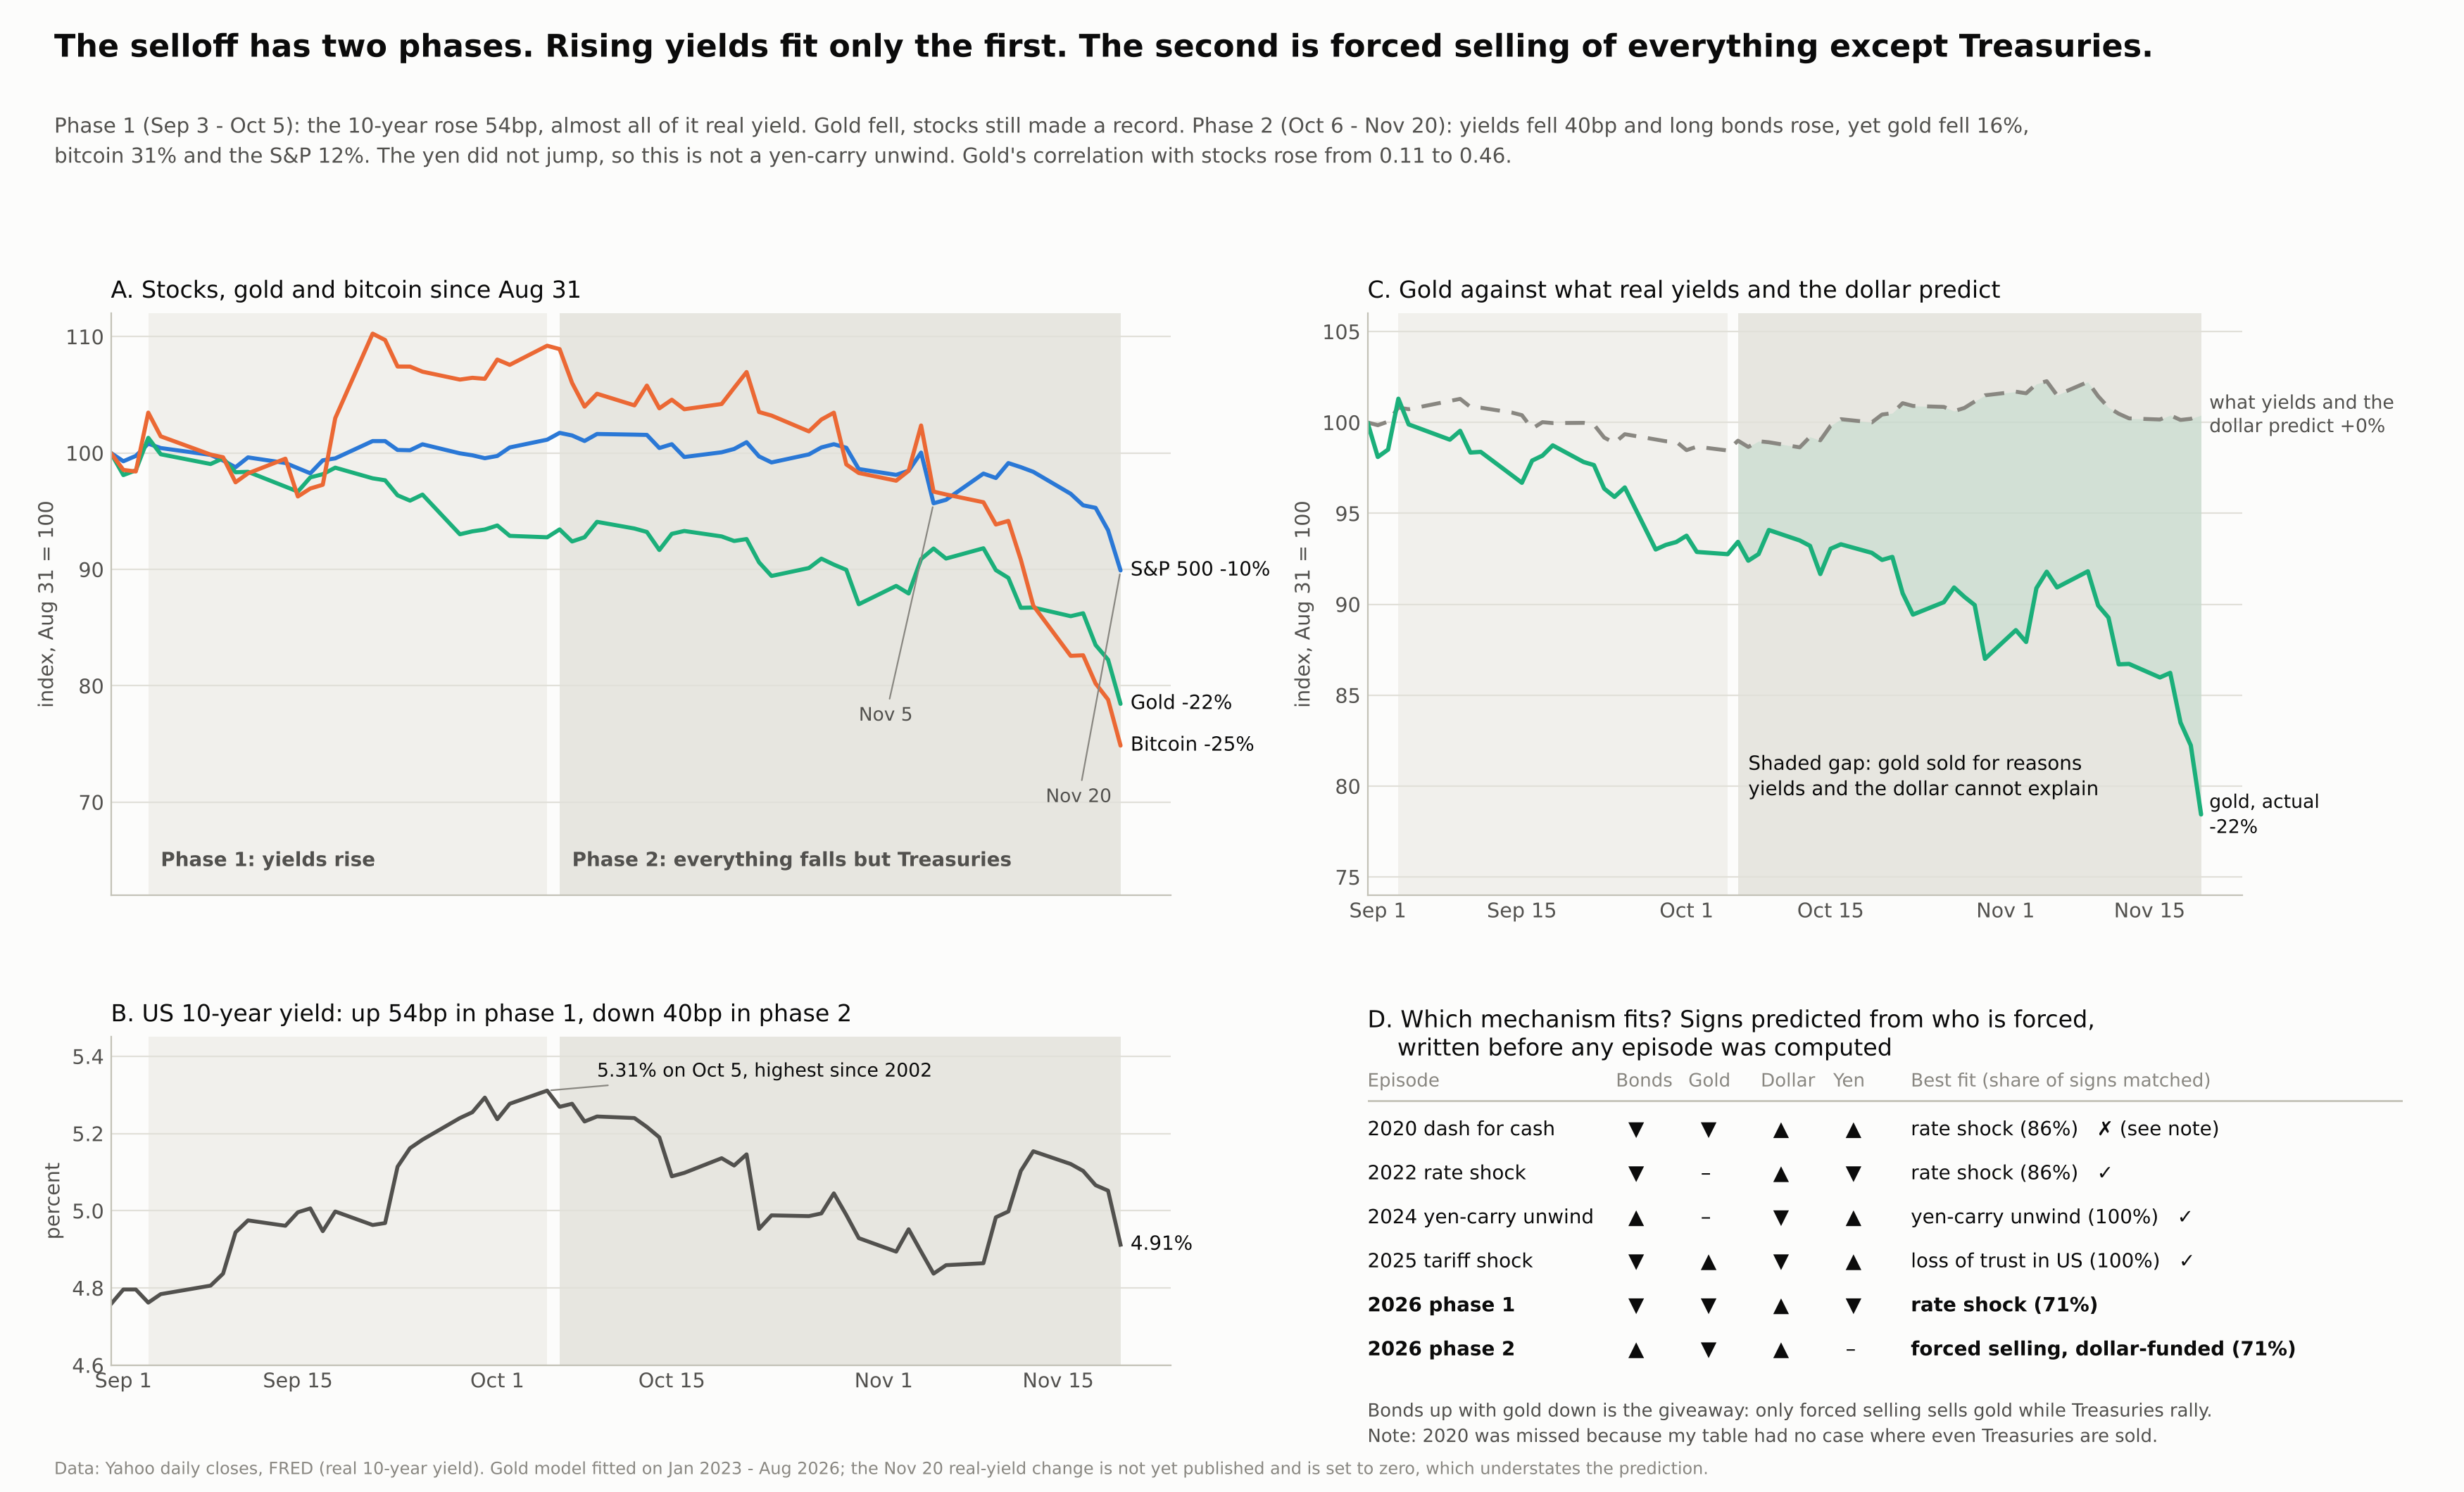 The selloff has two phases. Rising yields fit only the first. The second is forced selling of everything except Treasuries.
Phase 1 (Sep 3 - Oct 5): the 10-year rose 54bp, almost all of it real yield. Gold fell, stocks still made a record. Phase 2 (Oct 6 - Nov 20): yields fell 40bp and long bonds rose, yet gold fell 16%,
bitcoin 31% and the S&P 12%. The yen did not jump, so this is not a yen-carry unwind. Gold's correlation with stocks rose from 0.11 to 0.46.
A. Stocks, gold and bitcoin since Aug 31
index, Aug 31 = 100
110
100
90
80
70
S&P 500 -10%
Gold -22%
Bitcoin -25%
Nov 5
Nov 20
Phase 1: yields rise
Phase 2: everything falls but Treasuries
C. Gold against what real yields and the dollar predict
index, Aug 31 = 100
105
100
95
90
85
80
75
what yields and the
dollar predict +0%
Shaded gap: gold sold for reasons
yields and the dollar cannot explain
gold, actual
-22%
Sep 1
Sep 15
Oct 1
Oct 15
Nov 1
Nov 15
B. US 10-year yield: up 54bp in phase 1, down 40bp in phase 2
percent
5.4
5.2
5.0
4.8
4.6
5.31% on Oct 5, highest since 2002
4.91%
Sep 1
Sep 15
Oct 1
Oct 15
Nov 1
Nov 15
D. Which mechanism fits? Signs predicted from who is forced,
written before any episode was computed
Episode Bonds Gold Dollar Yen Best fit (share of signs matched)
2020 dash for cash ▼ ▼ ▲ ▲ rate shock (86%) ✗ (see note)
2022 rate shock ▼ – ▲ ▼ rate shock (86%) ✓
2024 yen-carry unwind ▲ – ▼ ▲ yen-carry unwind (100%) ✓
2025 tariff shock ▼ ▲ ▼ ▲ loss of trust in US (100%) ✓
2026 phase 1 ▼ ▼ ▲ ▼ rate shock (71%)
2026 phase 2 ▲ ▼ ▲ – forced selling, dollar-funded (71%)
Bonds up with gold down is the giveaway: only forced selling sells gold while Treasuries rally.
Note: 2020 was missed because my table had no case where even Treasuries are sold.
Data: Yahoo daily closes, FRED (real 10-year yield). Gold model fitted on Jan 2023 - Aug 2026; the Nov 20 real-yield change is not yet published and is set to zero, which understates the prediction.